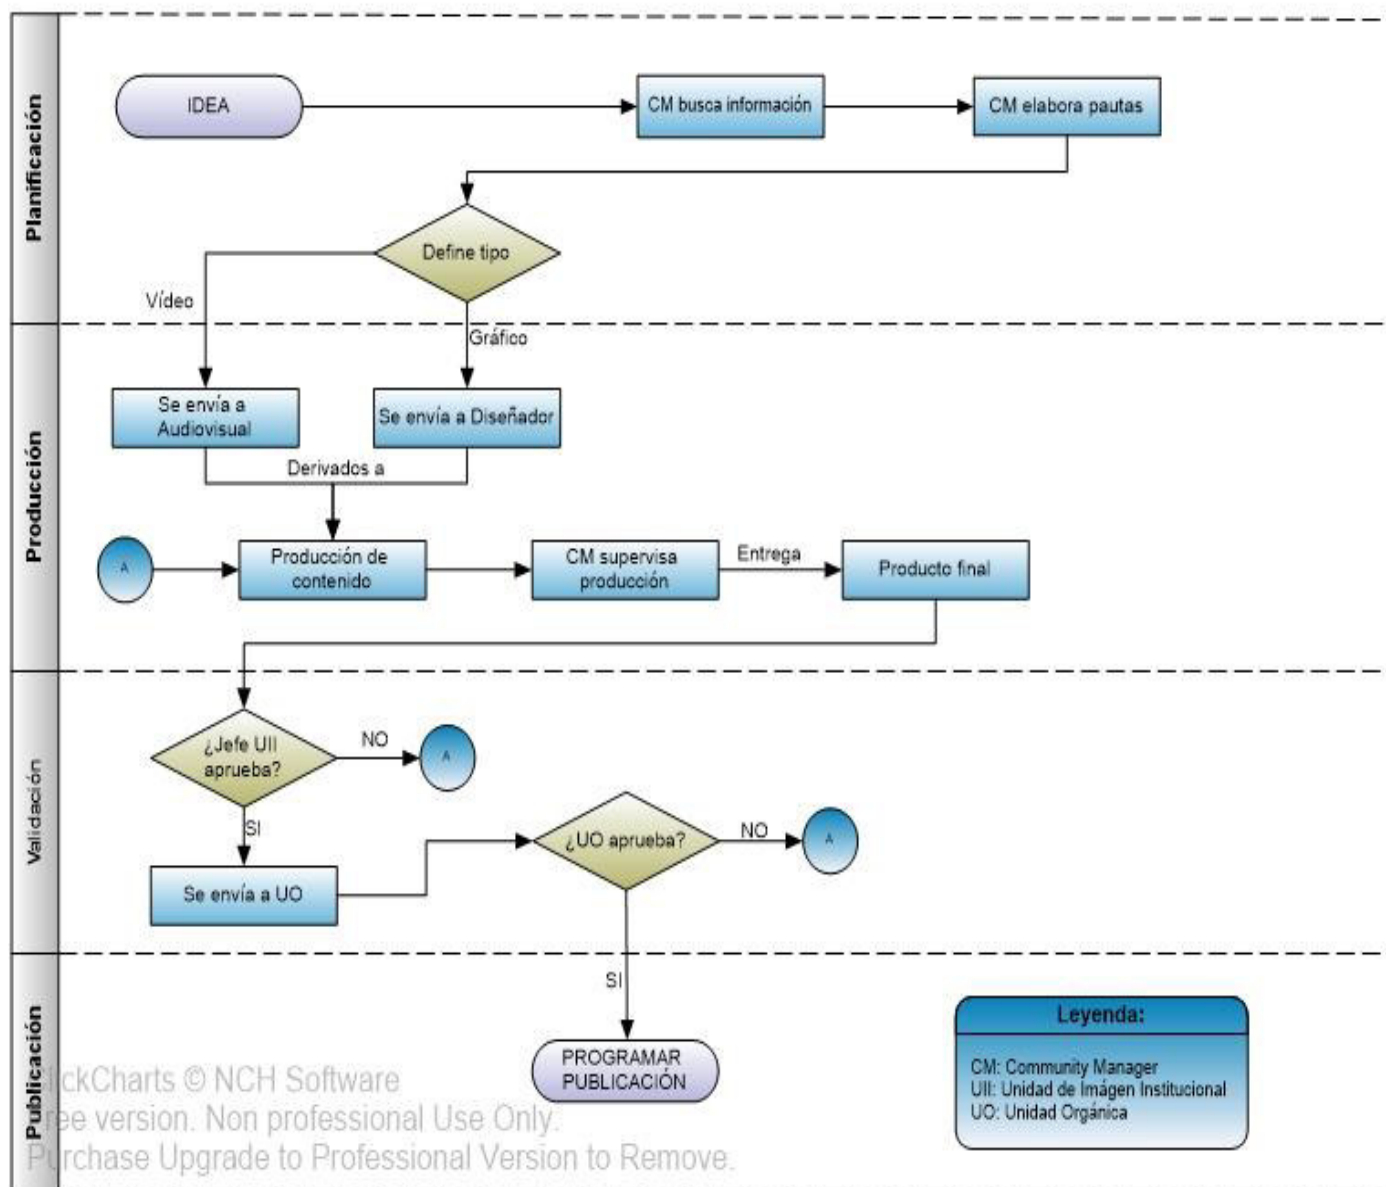 Planificación
IDEA
CM busca información
CM elabora pautas
Define tipo
Vídeo
Gráfico
Producción
Se envía a
Audiovisual
Se envía a Diseñador
Derivados a
A
Producción de
contenido
CM supervisa
producción
Entrega
Producto final
Validación
¿Jefe UII
aprueba?
NO
A
SI
Se envía a UO
¿UO aprueba?
NO
A
SI
Publicación
PROGRAMAR
PUBLICACIÓN
Leyenda:
CM: Community Manager
UII: Unidad de Imágen Institucional
UO: Unidad Orgánica
ClickCharts © NCH Software
Free version. Non professional Use Only.
Purchase Upgrade to Professional Version to Remove.